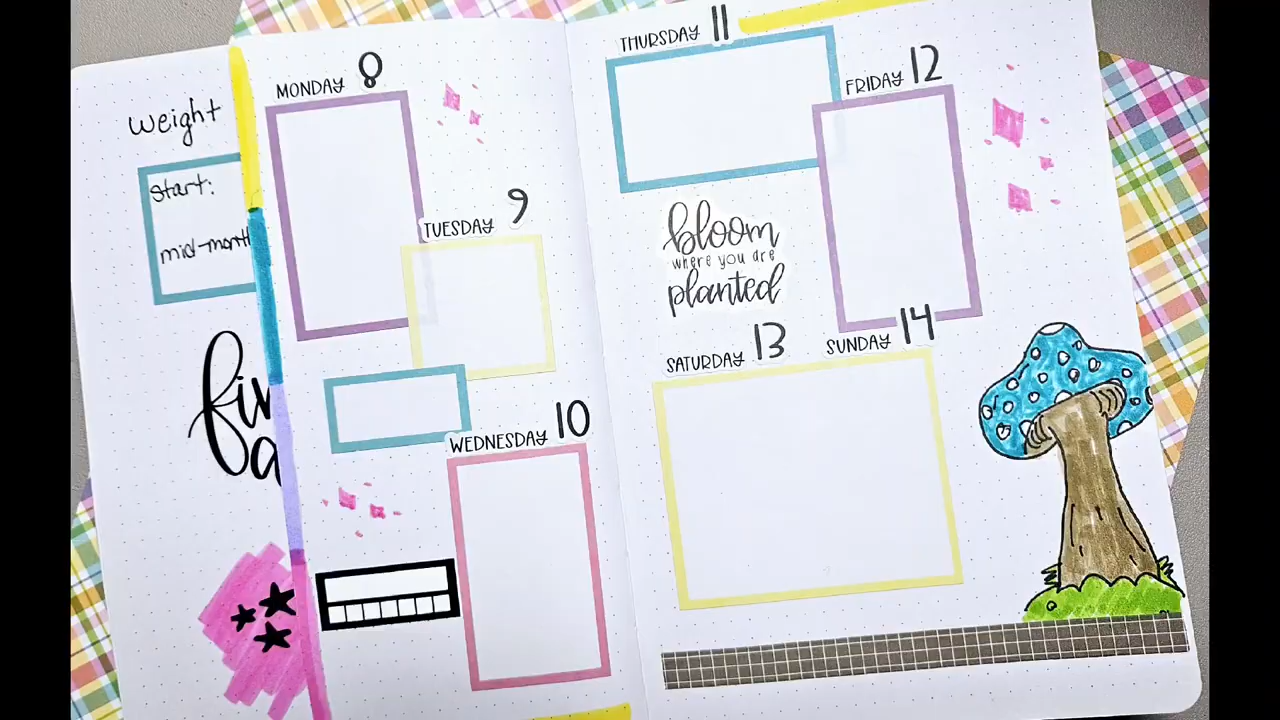 weight
start:
mid-month
MONDAY 8
TUESDAY 9
WEDNESDAY 10
THURSDAY 11
FRIDAY 12
bloom
where you are
planted
SATURDAY 13
SUNDAY 14